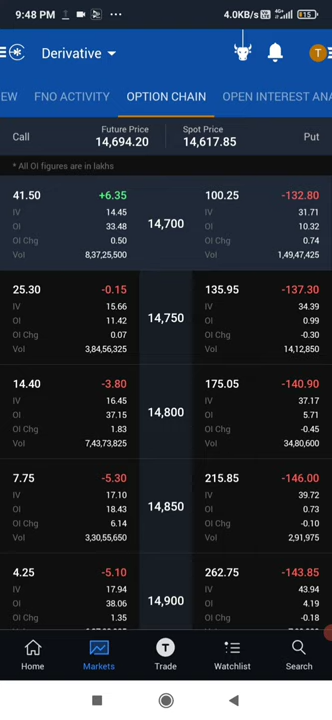 9:48 PM ... 4.0KB/s 4G+ 15
Derivative T
EW FNO ACTIVITY OPTION CHAIN OPEN INTEREST ANA
Call Future Price 14,694.20 Spot Price 14,617.85 Put
* All OI figures are in lakhs
41.50 +6.35 14,700 100.25 -132.80
IV 14.45 IV 31.71
OI 33.48 OI 10.32
OI Chg 0.50 OI Chg 0.74
Vol 8,37,25,500 Vol 1,49,47,425
25.30 -0.15 14,750 135.95 -137.30
IV 15.66 IV 34.39
OI 11.42 OI 0.99
OI Chg 0.07 OI Chg -0.30
Vol 3,84,56,325 Vol 14,12,850
14.40 -3.80 14,800 175.05 -140.90
IV 16.45 IV 37.17
OI 37.15 OI 5.71
OI Chg 1.83 OI Chg -0.45
Vol 7,43,73,825 Vol 34,80,600
7.75 -5.30 14,850 215.85 -146.00
IV 17.10 IV 39.72
OI 18.43 OI 0.73
OI Chg 6.14 OI Chg -0.10
Vol 3,30,55,650 Vol 2,91,975
4.25 -5.10 14,900 262.75 -143.85
IV 17.94 IV 43.94
OI 38.06 OI 4.19
OI Chg 1.35 OI Chg -0.18
Home Markets T Trade Watchlist Search